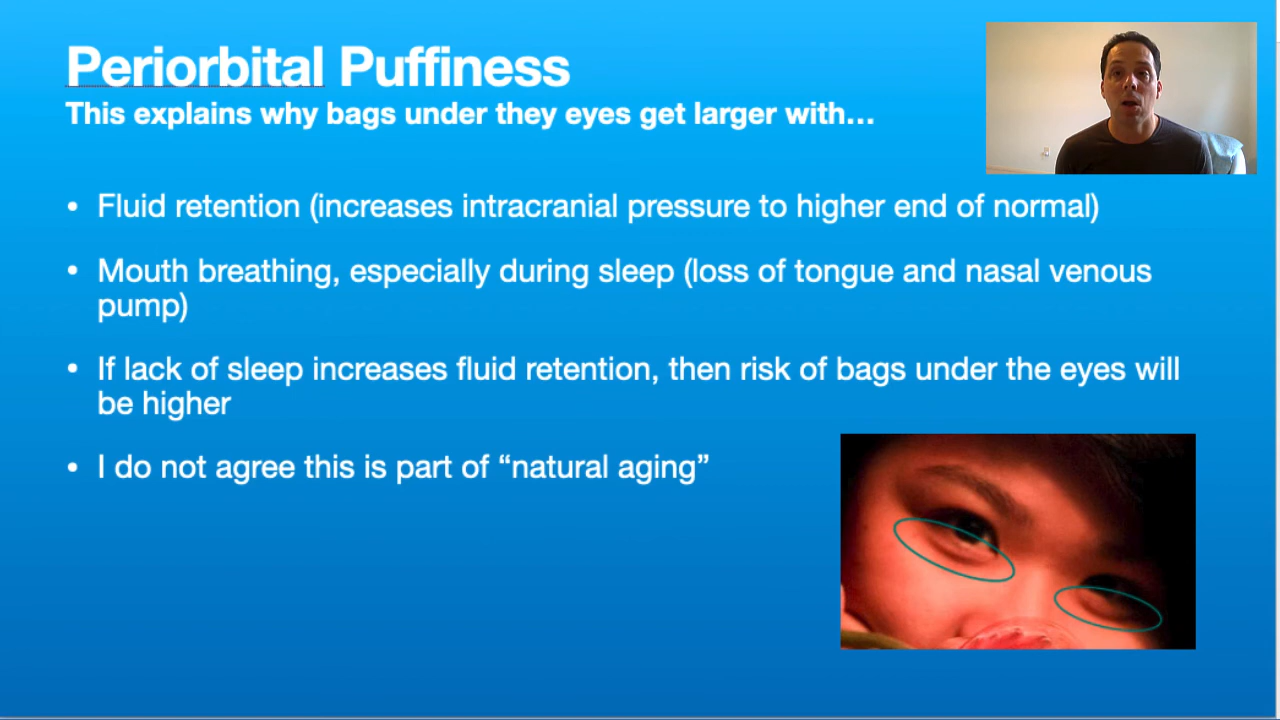 Periorbital Puffiness
This explains why bags under they eyes get larger with...
• Fluid retention (increases intracranial pressure to higher end of normal)
• Mouth breathing, especially during sleep (loss of tongue and nasal venous
pump)
• If lack of sleep increases fluid retention, then risk of bags under the eyes will
be higher
• I do not agree this is part of “natural aging”